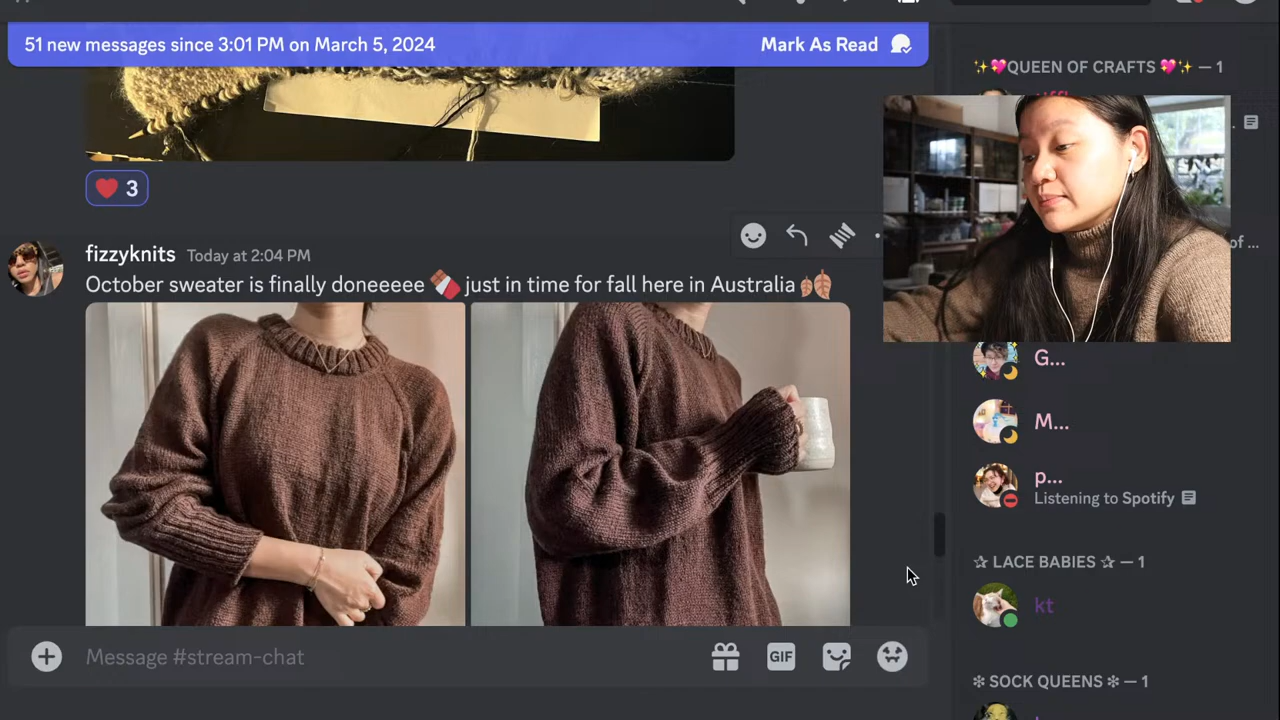 51 new messages since 3:01 PM on March 5, 2024
Mark As Read
✨💖QUEEN OF CRAFTS 💖✨ — 1
❤️ 3
of ...
fizzyknits Today at 2:04 PM
October sweater is finally doneeeee 🍫 just in time for fall here in Australia 🍂
G...
M...
p...
Listening to Spotify
✰ LACE BABIES ✰ — 1
kt
Message #stream-chat
GIF
✻ SOCK QUEENS ✻ — 1